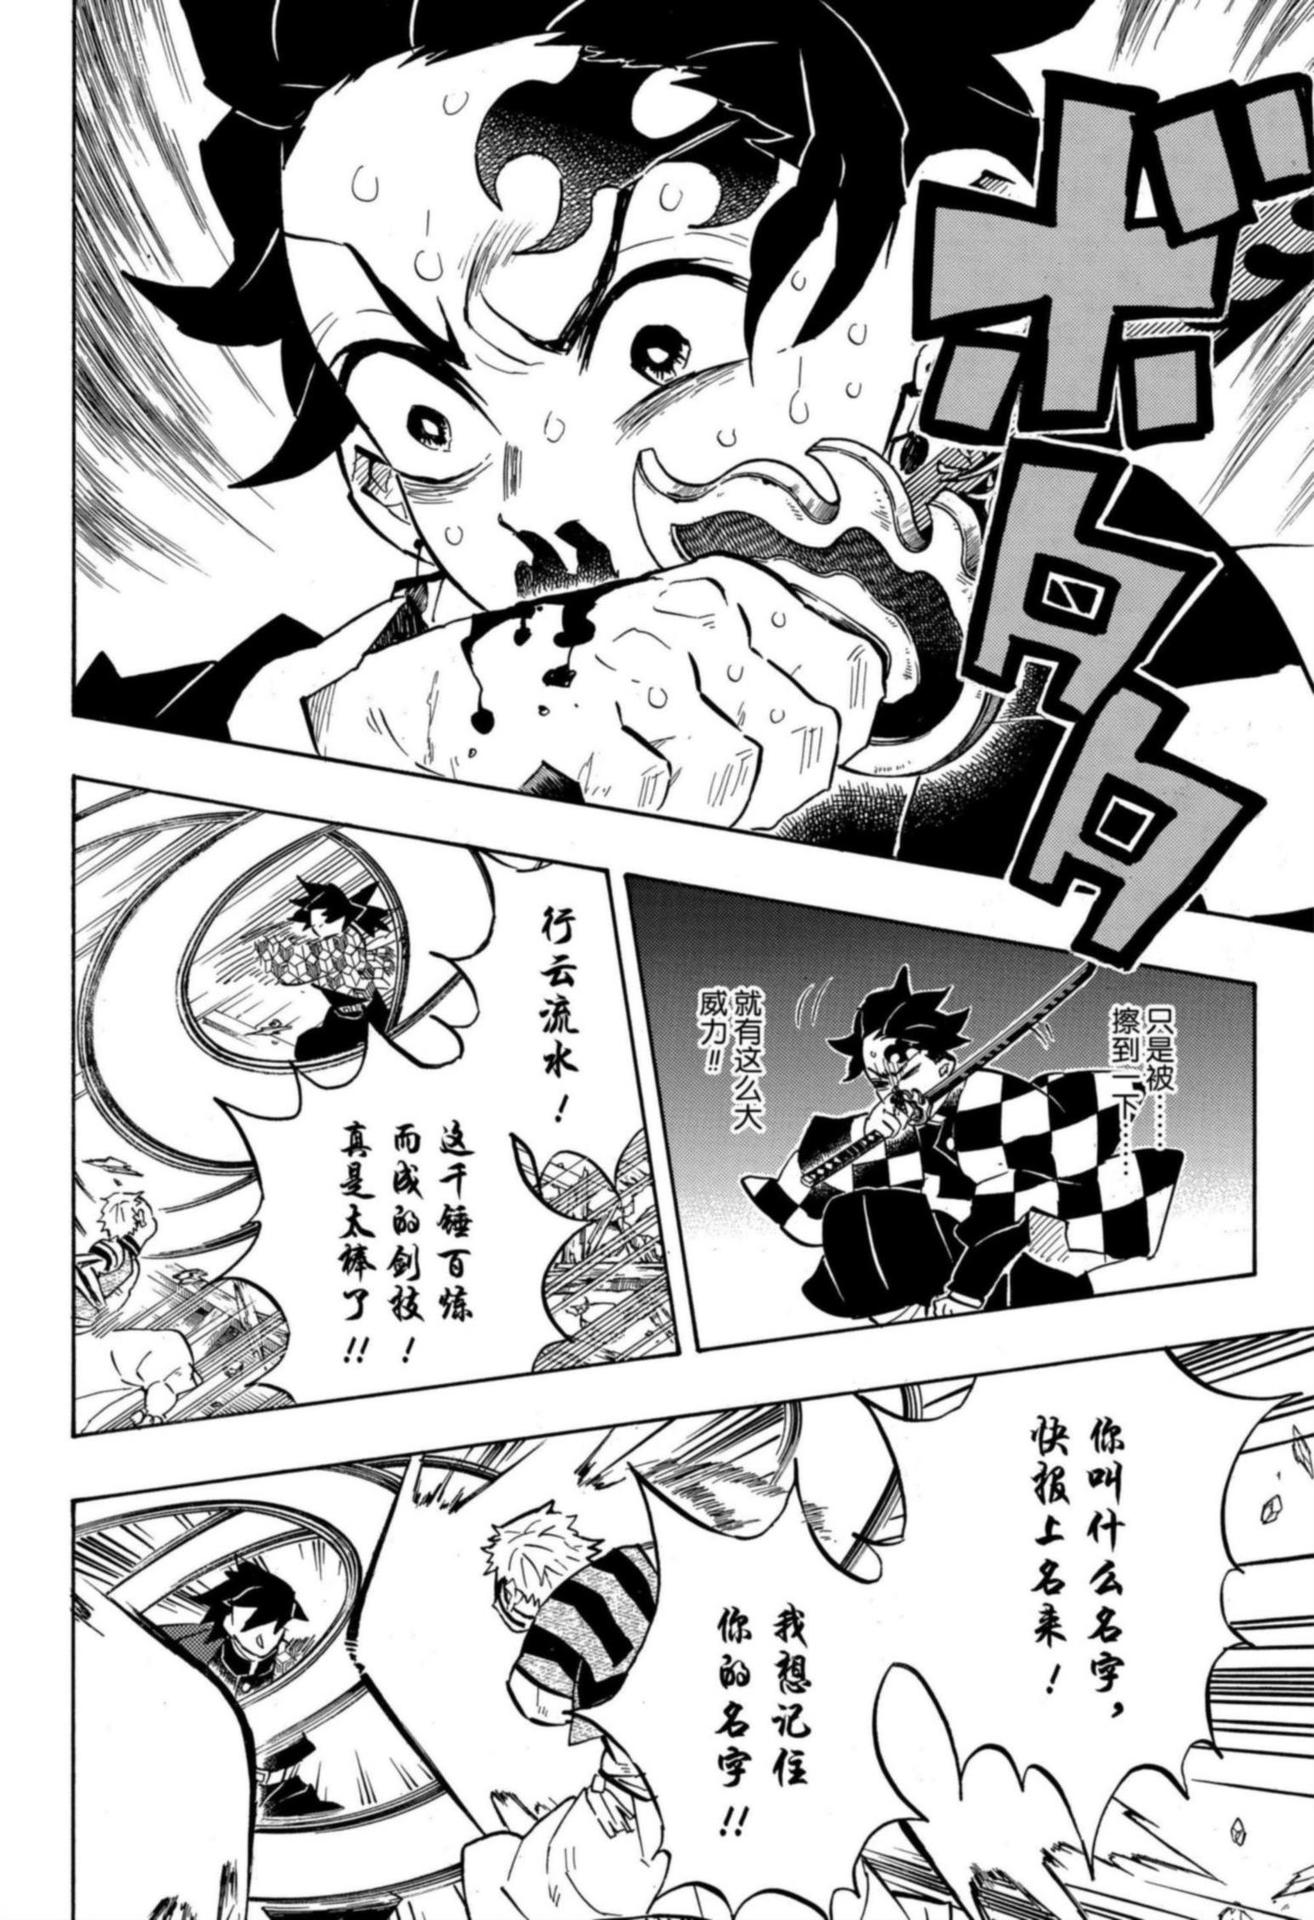 ボタタ
只是被……
擦到一下……
就有这么大
威力!!
行云流水！
这千锤百炼
而成的剑技！
真是太棒了!!
你叫什么名字，
快报上名来！
我想记住
你的名字!!